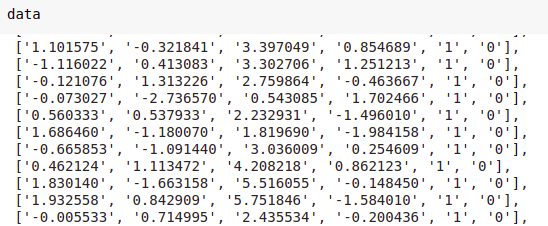 data
['1.101575', '-0.321841', '3.397049', '0.854689', '1', '0'],
['-1.116022', '0.413083', '3.302706', '1.251213', '1', '0'],
['-0.121076', '1.313226', '2.759864', '-0.463667', '1', '0'],
['-0.073027', '-2.736570', '0.543085', '1.702466', '1', '0'],
['0.560333', '0.537933', '2.232931', '-1.496010', '1', '0'],
['1.686460', '-1.180070', '1.819690', '-1.984158', '1', '0'],
['-0.665853', '-1.091440', '3.036009', '0.254609', '1', '0'],
['0.462124', '1.113472', '4.208218', '0.862123', '1', '0'],
['1.830140', '-1.663158', '5.516055', '-0.148450', '1', '0'],
['1.932558', '0.842909', '5.751846', '-1.584010', '1', '0'],
['-0.005533', '0.714995', '2.435534', '-0.200436', '1', '0'],